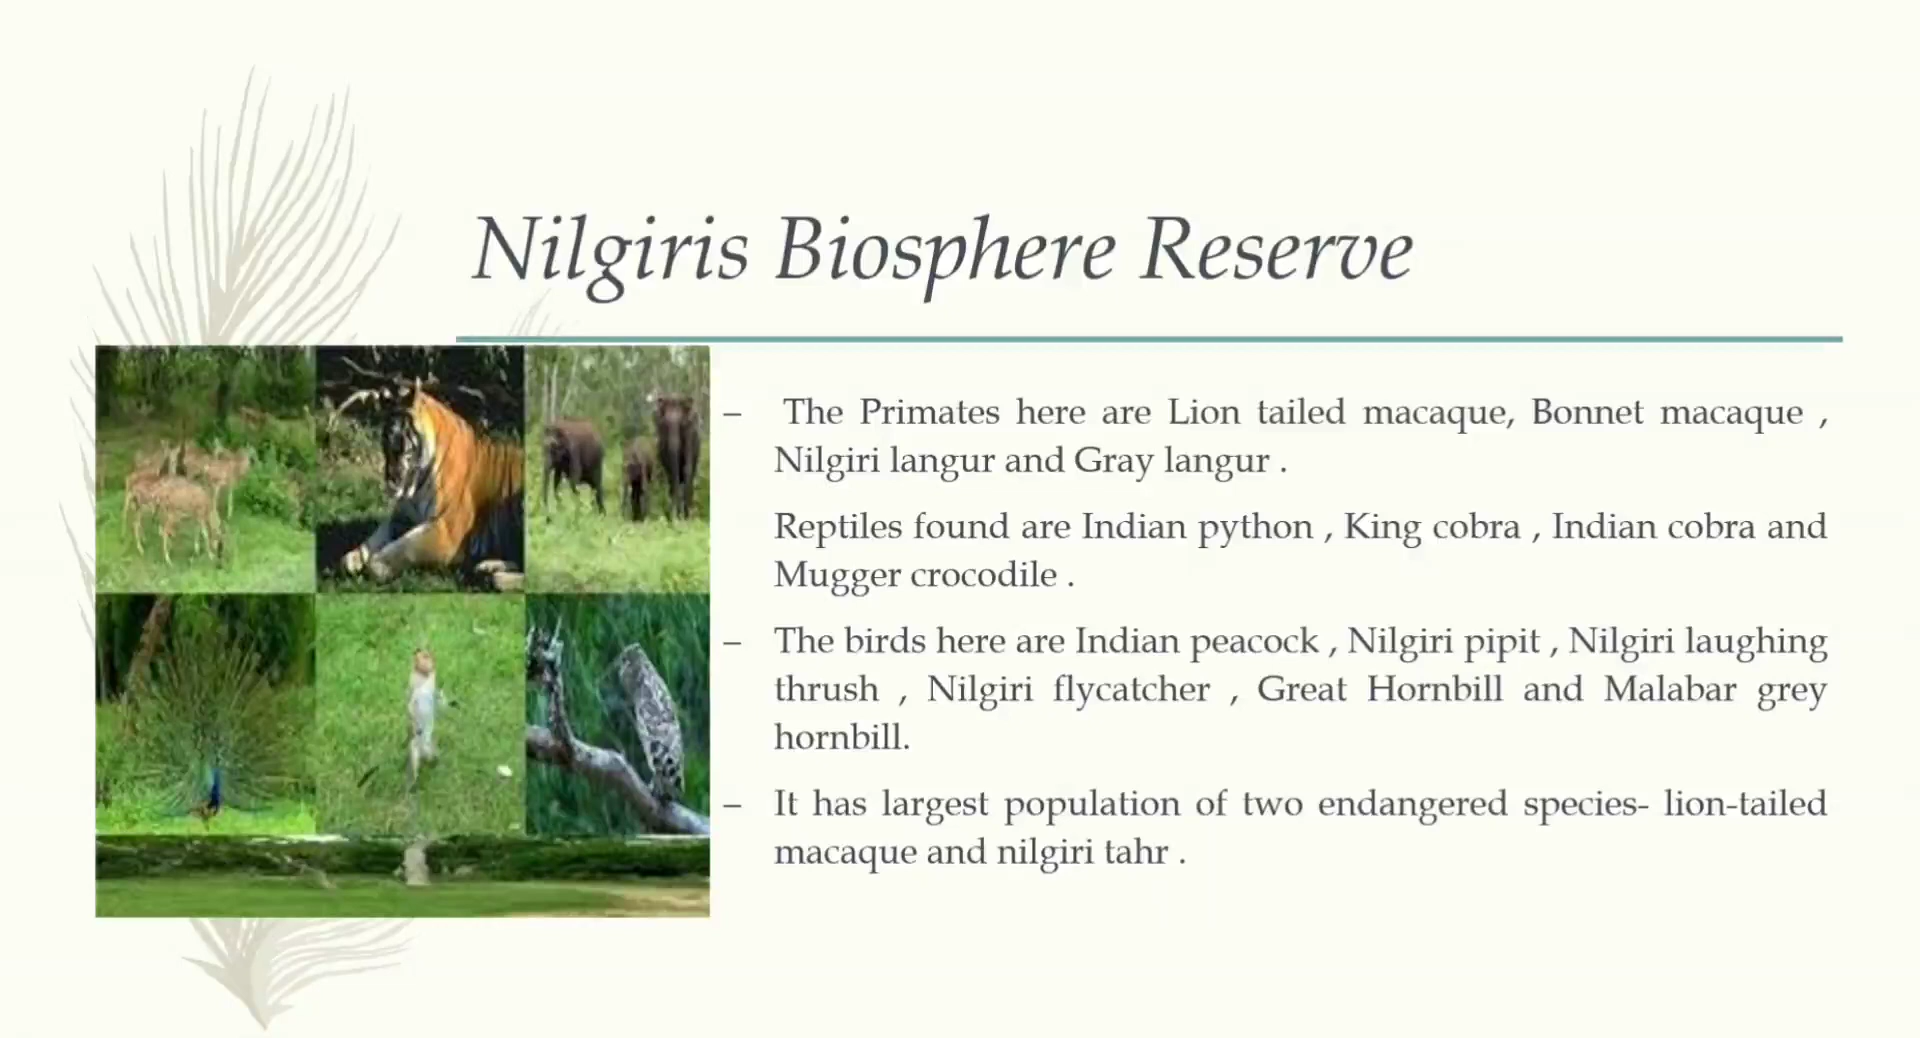 Nilgiris Biosphere Reserve
– The Primates here are Lion tailed macaque, Bonnet macaque ,
Nilgiri langur and Gray langur .
Reptiles found are Indian python , King cobra , Indian cobra and
Mugger crocodile .
– The birds here are Indian peacock , Nilgiri pipit , Nilgiri laughing
thrush , Nilgiri flycatcher , Great Hornbill and Malabar grey
hornbill.
– It has largest population of two endangered species- lion-tailed
macaque and nilgiri tahr .